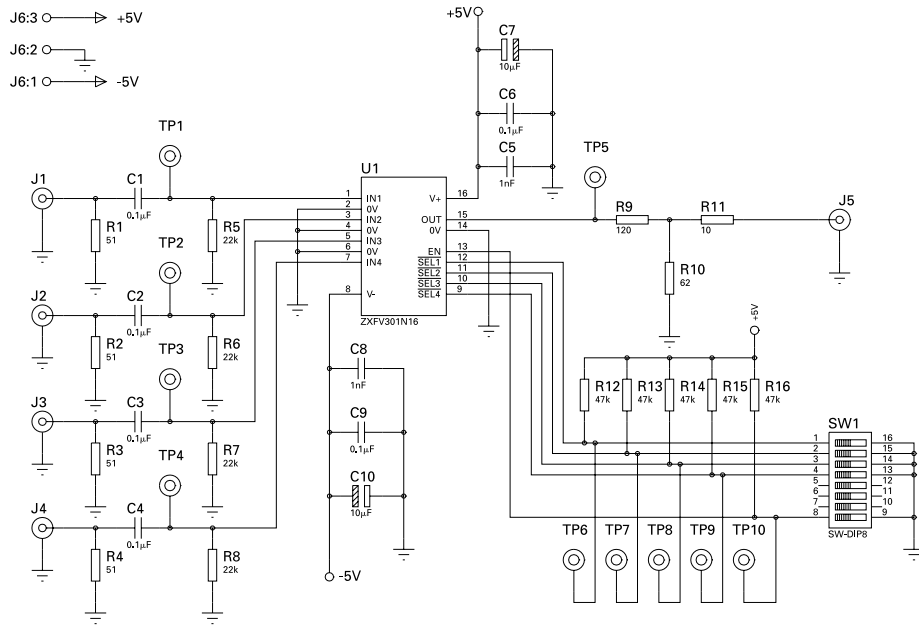 J6:3 +5V
J6:2
J6:1 -5V
+5V
C7
10µF
C6
0.1µF
C5
1nF
TP1
TP5
U1
J1
C1
0.1µF
R1
51
R5
22k
1 IN1 V+ 16
2 0V
3 IN2 OUT 15
4 0V 0V 14
5 IN3
6 0V EN 13
7 IN4 SEL1 12
SEL2 11
SEL3 10
8 V- SEL4 9
ZXFV301N16
R9
120
R11
10
J5
R10
62
TP2
J2
C2
0.1µF
R2
51
R6
22k
TP3
C8
1nF
+5V
R12
47k
R13
47k
R14
47k
R15
47k
R16
47k
J3
C3
0.1µF
R3
51
R7
22k
C9
0.1µF
TP4
C10
10µF
SW1
1 16
2 15
3 14
4 13
5 12
6 11
7 10
8 9
SW-DIP8
J4
C4
0.1µF
R4
51
R8
22k
-5V
TP6 TP7 TP8 TP9 TP10